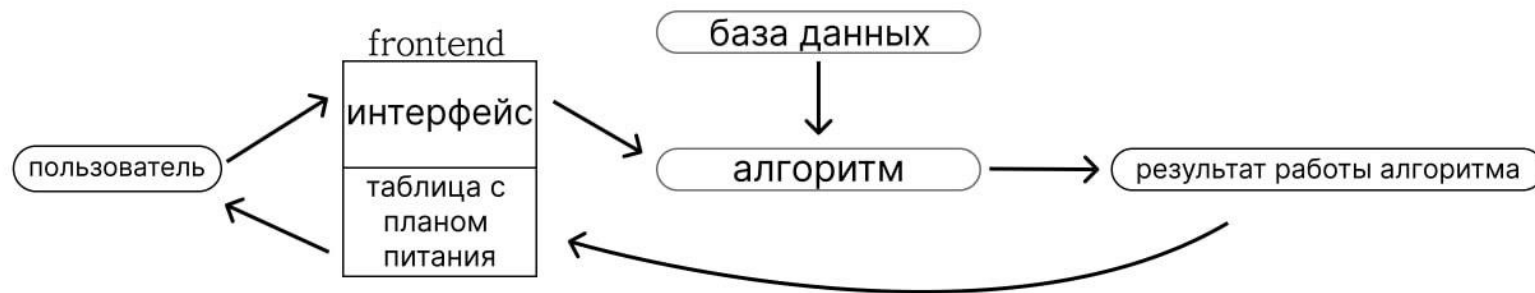 frontend
база данных
интерфейс
пользователь
алгоритм
результат работы алгоритма
таблица с
планом
питания